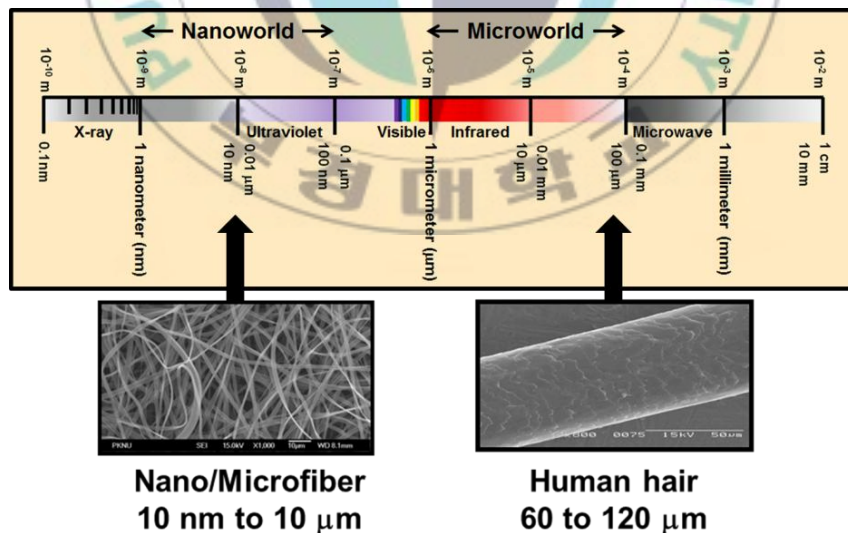 ← Nanoworld →
← Microworld →
10⁻¹⁰ m
10⁻⁹ m
10⁻⁸ m
10⁻⁷ m
10⁻⁶ m
10⁻⁵ m
10⁻⁴ m
10⁻³ m
10⁻² m
X-ray
Ultraviolet
Visible
Infrared
Microwave
0.1nm
1 nanometer (nm)
0.01 μm
10 nm
0.1 μm
100 nm
1 micrometer (μm)
0.01 mm
10 μm
0.1 mm
100 μm
1 millimeter (mm)
1 cm
10 mm
PKNU SEI 15.0kV X1,000 10μm WD 8.1mm
X600 0075 15kV 50μm
Nano/Microfiber
10 nm to 10 μm
Human hair
60 to 120 μm